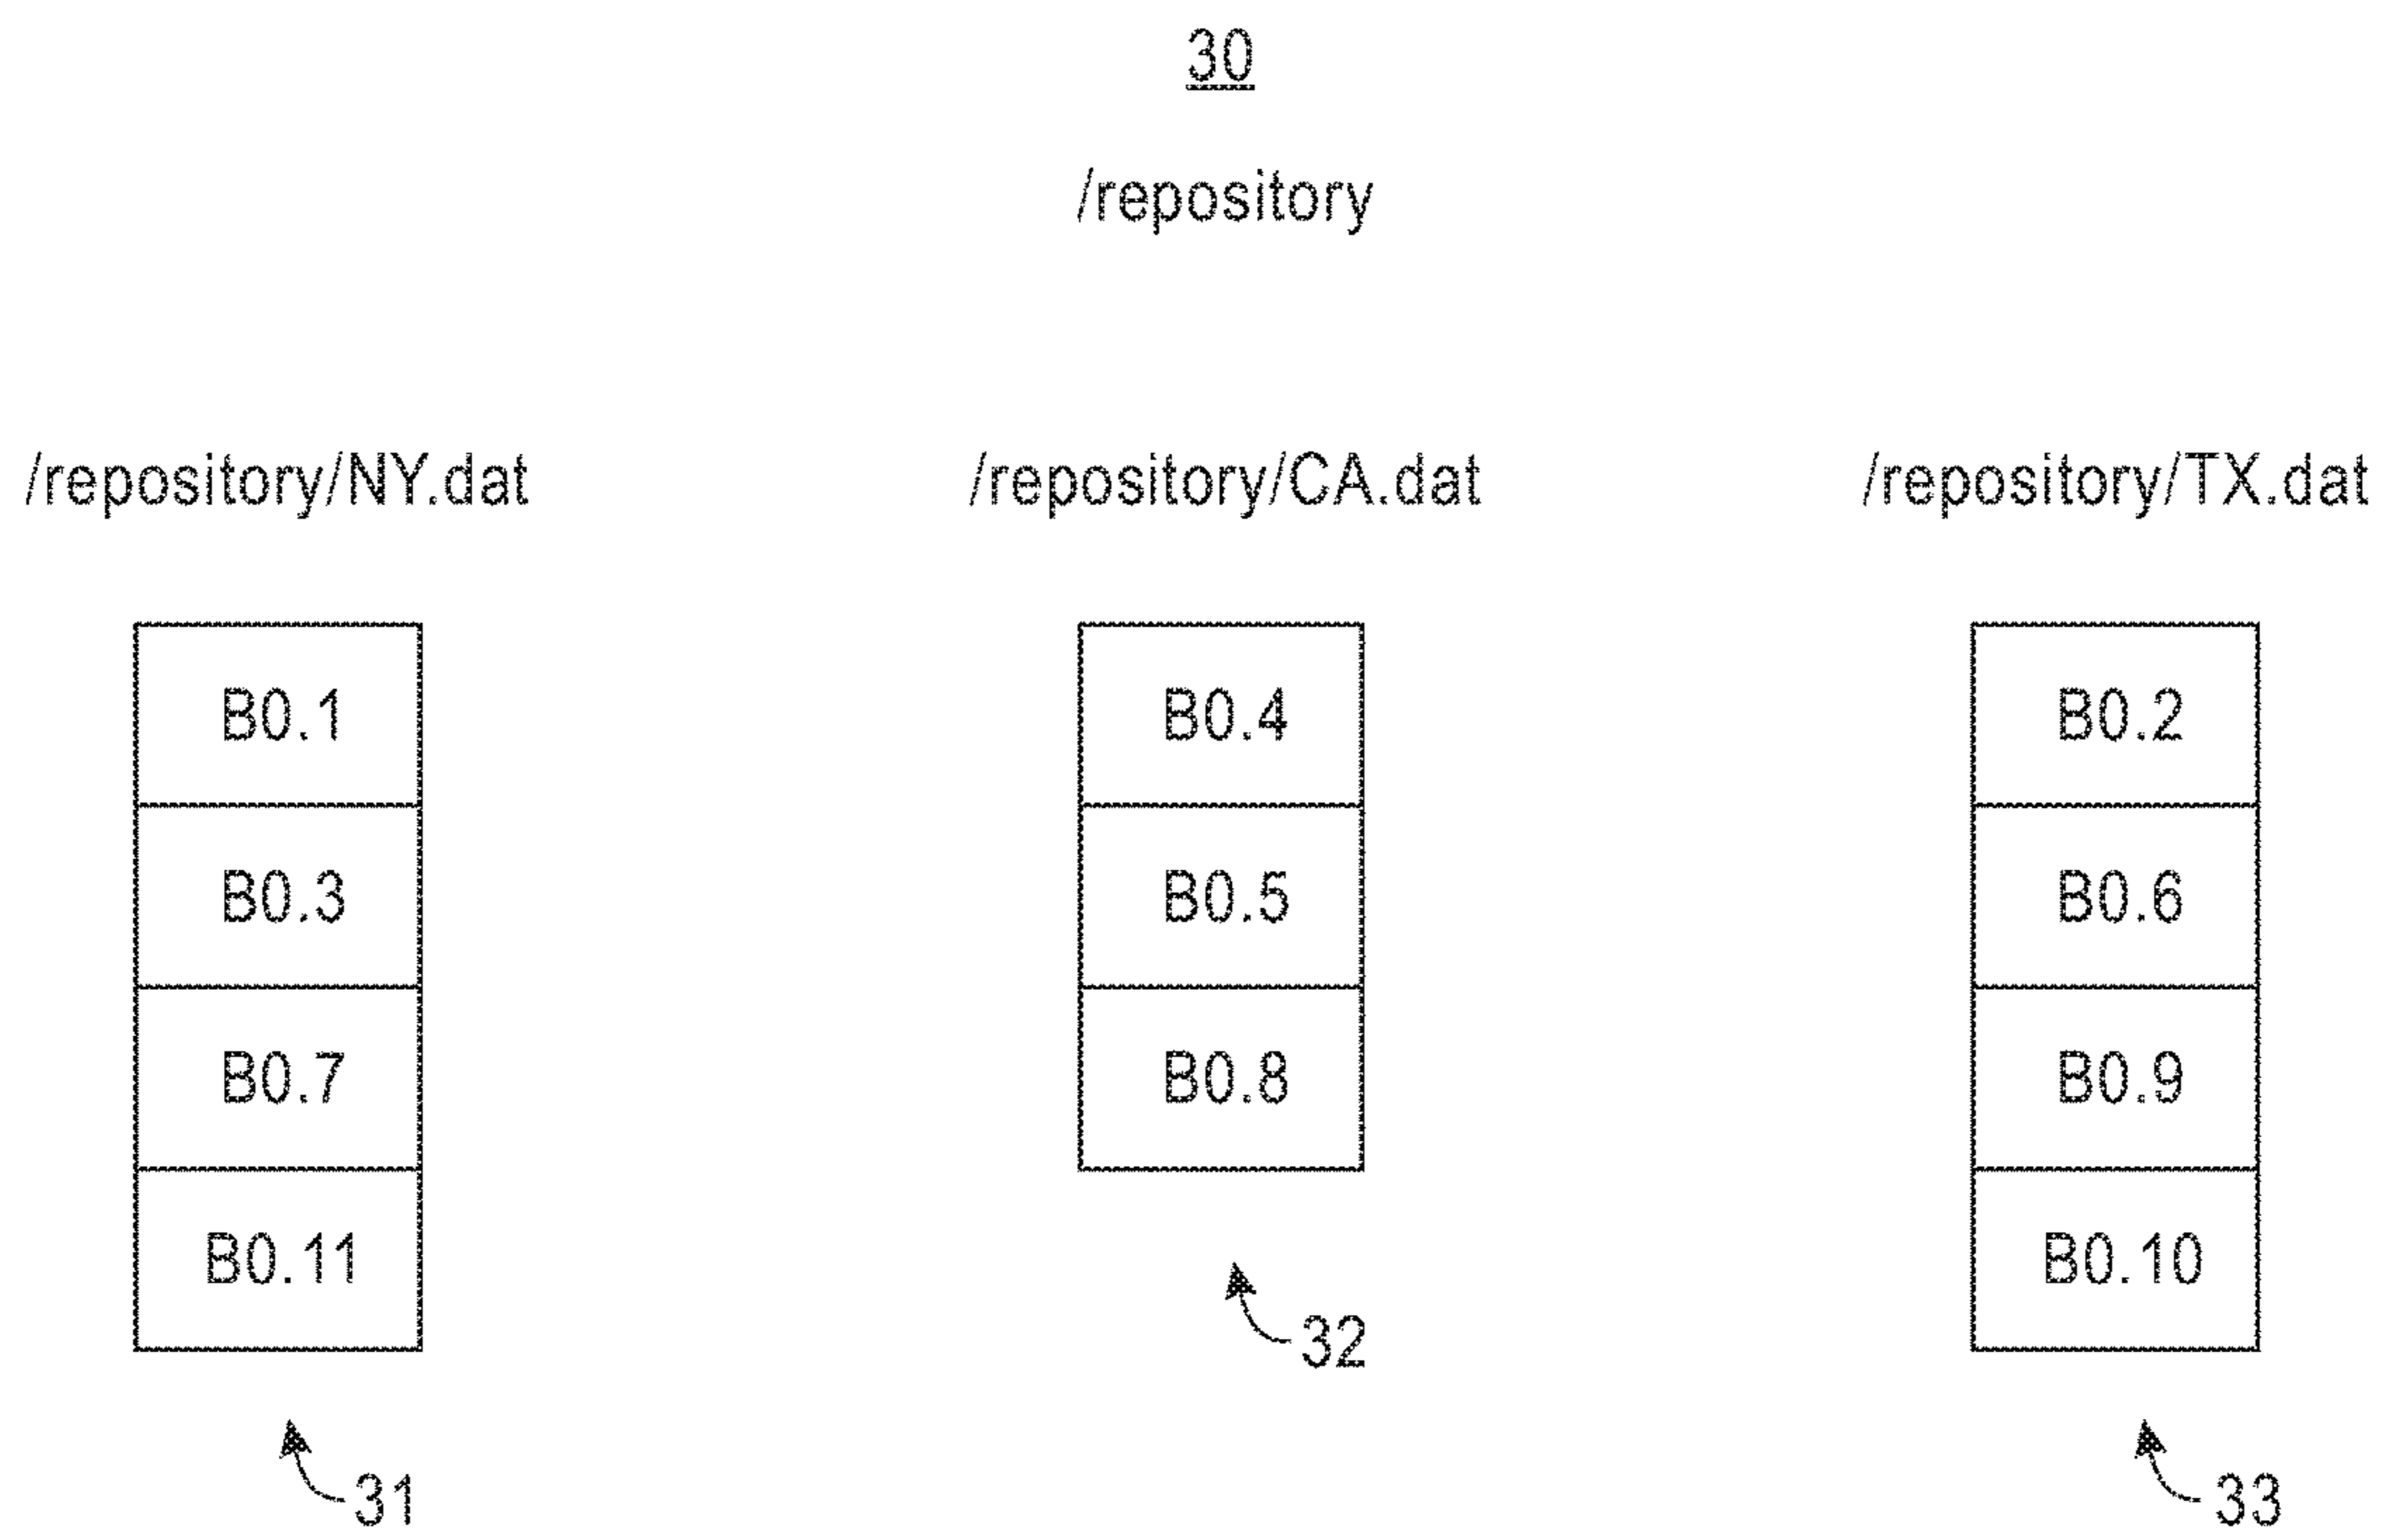 30
/repository
/repository/NY.dat
/repository/CA.dat
/repository/TX.dat
B0.1
B0.3
B0.7
B0.11
31
B0.4
B0.5
B0.8
32
B0.2
B0.6
B0.9
B0.10
33